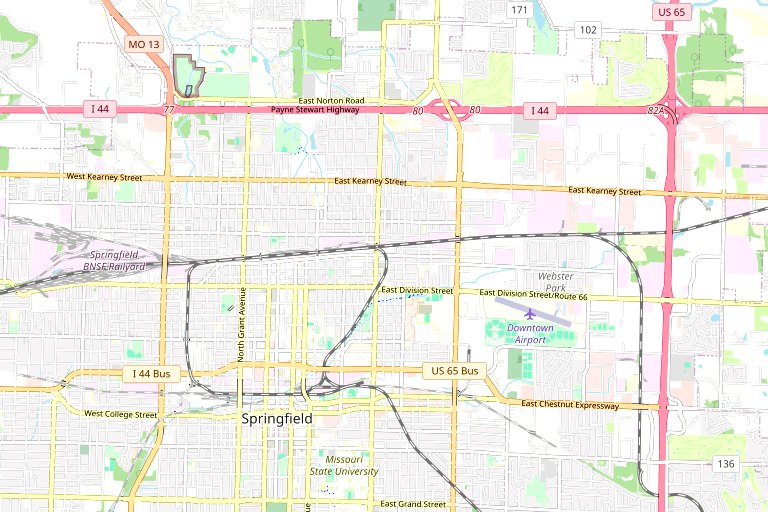 171
US 65
102
MO 13
East Norton Road
I 44
77
Payne Stewart Highway
80
80
I 44
82A
West Kearney Street
East Kearney Street
East Kearney Street
Springfield
BNSF Railyard
Webster
Park
East Division Street
East Division Street/Route 66
North Grant Avenue
Downtown
Airport
I 44 Bus
US 65 Bus
West College Street
Springfield
East Chestnut Expressway
Missouri
State University
136
East Grand Street